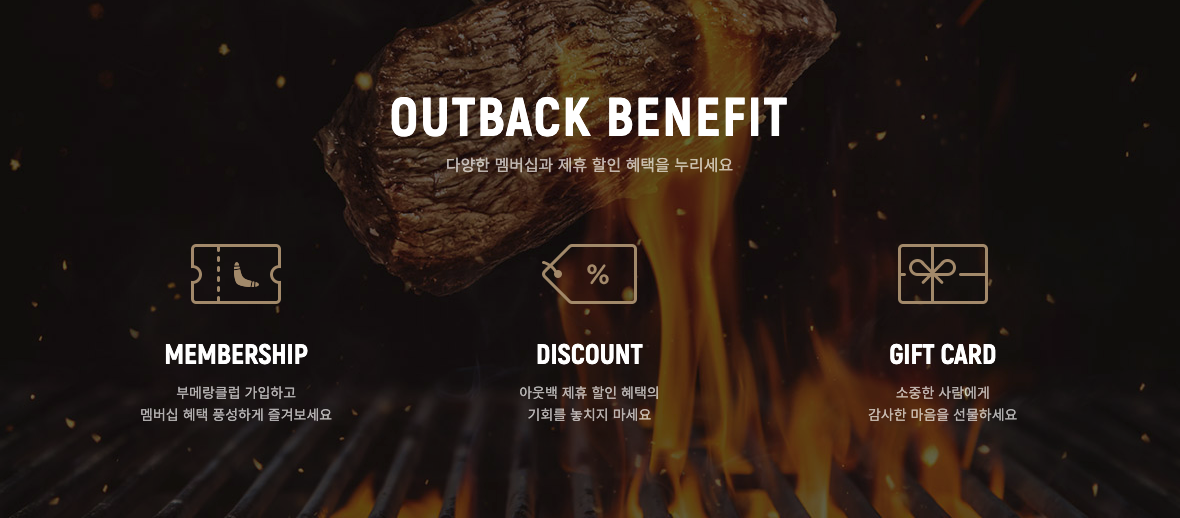 OUTBACK BENEFIT
다양한 멤버십과 제휴 할인 혜택을 누리세요
%
MEMBERSHIP
부메랑클럽 가입하고
멤버십 혜택 풍성하게 즐겨보세요
DISCOUNT
아웃백 제휴 할인 혜택의
기회를 놓치지 마세요
GIFT CARD
소중한 사람에게
감사한 마음을 선물하세요